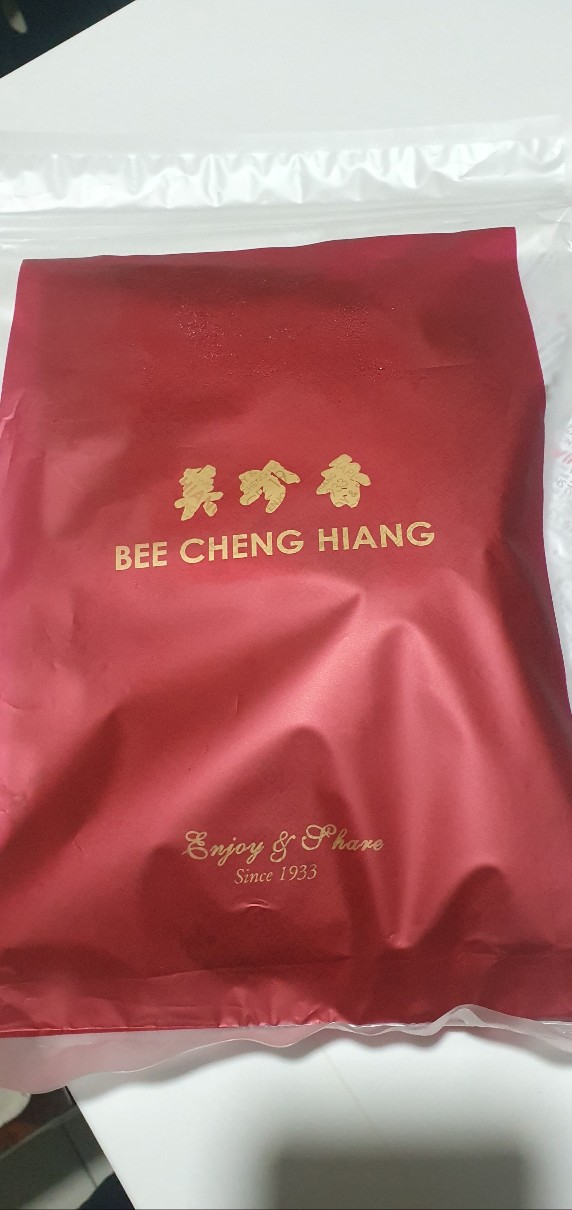 美珍香
BEE CHENG HIANG
Enjoy & Share
Since 1933